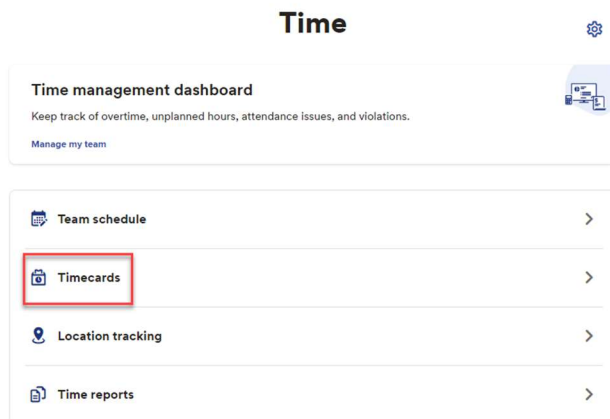 Time
Time management dashboard
Keep track of overtime, unplanned hours, attendance issues, and violations.
Manage my team
Team schedule
Timecards
Location tracking
Time reports